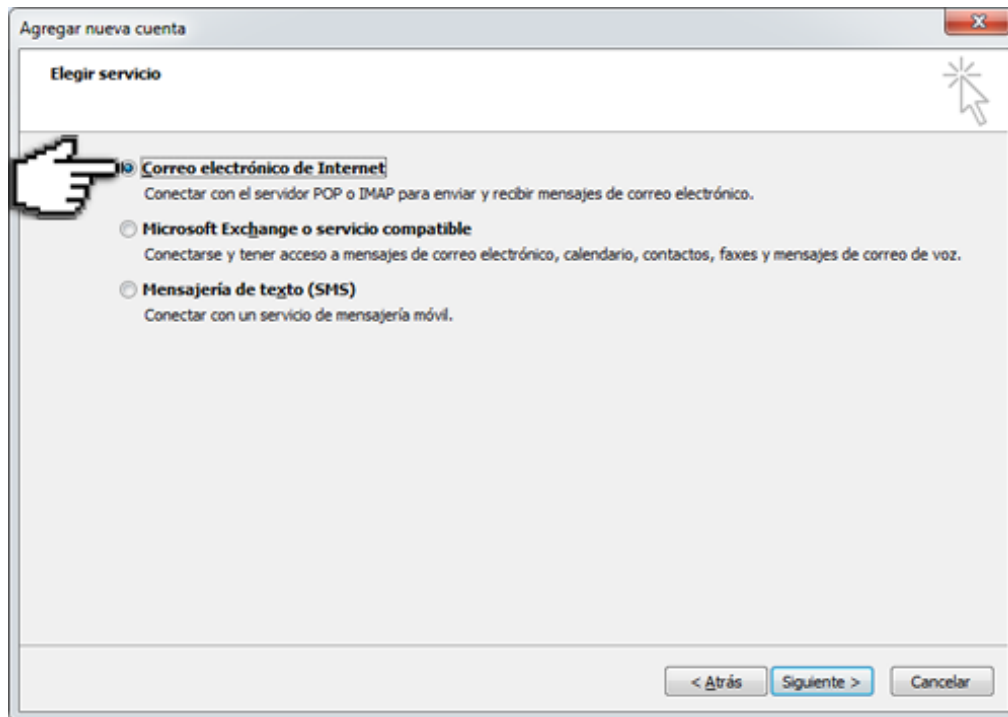 Agregar nueva cuenta
Elegir servicio
Correo electrónico de Internet
Conectar con el servidor POP o IMAP para enviar y recibir mensajes de correo electrónico.
Microsoft Exchange o servicio compatible
Conectarse y tener acceso a mensajes de correo electrónico, calendario, contactos, faxes y mensajes de correo de voz.
Mensajería de texto (SMS)
Conectar con un servicio de mensajería móvil.
< Atrás Siguiente > Cancelar